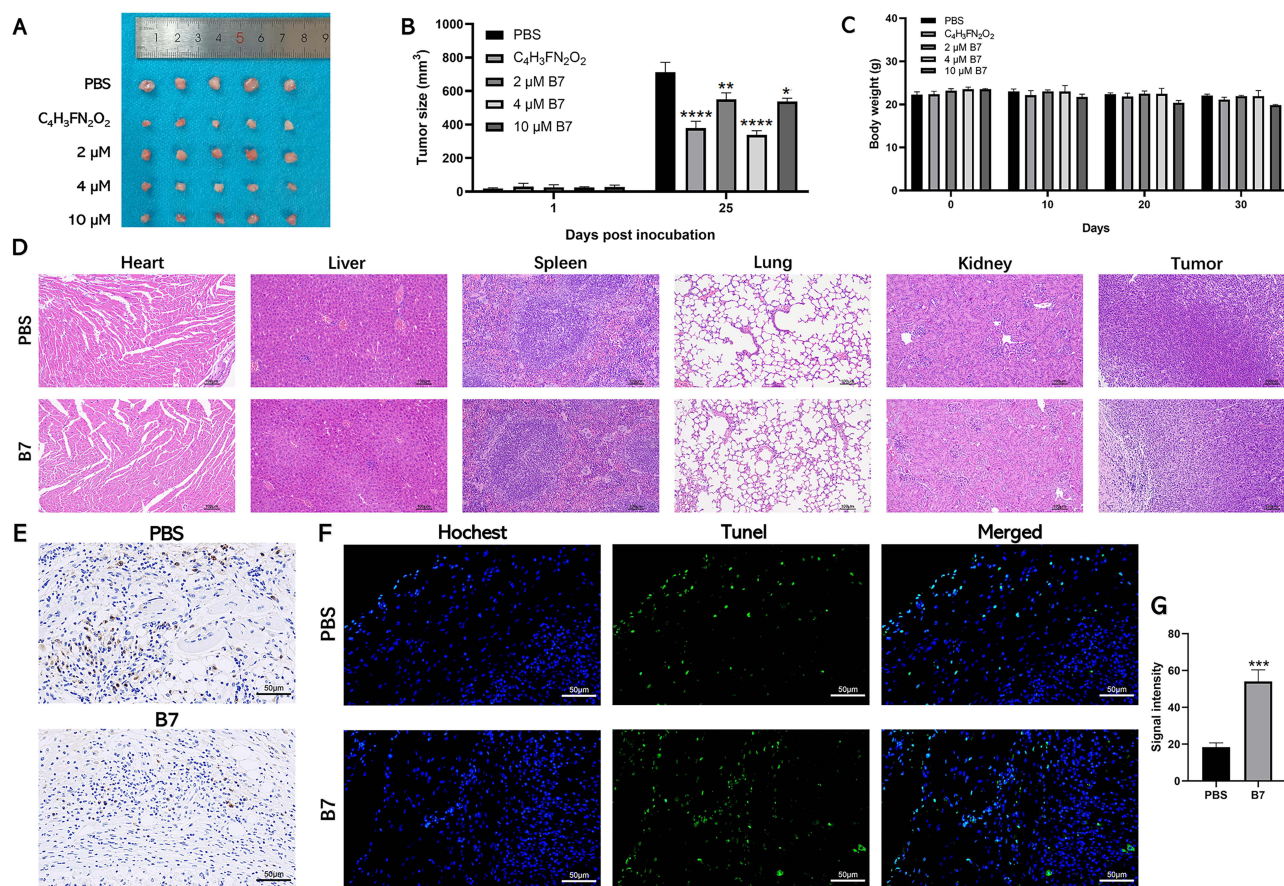 A
1 2 3 4 5 6 7 8 9
PBS
C₄H₃FN₂O₂
2 μM
4 μM
10 μM
B
Tumor size (mm³)
1000
800
600
400
200
0
PBS
C₄H₃FN₂O₂
2 μM B7
4 μM B7
10 μM B7
****
**
****
*
1 25
Days post inocubation
C
Body weight (g)
40
30
20
10
0
PBS
C₄H₃FN₂O₂
2 μM B7
4 μM B7
10 μM B7
0 10 20 30
Days
D
Heart Liver Spleen Lung Kidney Tumor
PBS
B7
E
PBS
50μm
B7
50μm
F
Hochest Tunel Merged
PBS
50μm 50μm 50μm
B7
50μm 50μm 50μm
G
Signal intensity
80
60
40
20
0
***
PBS B7